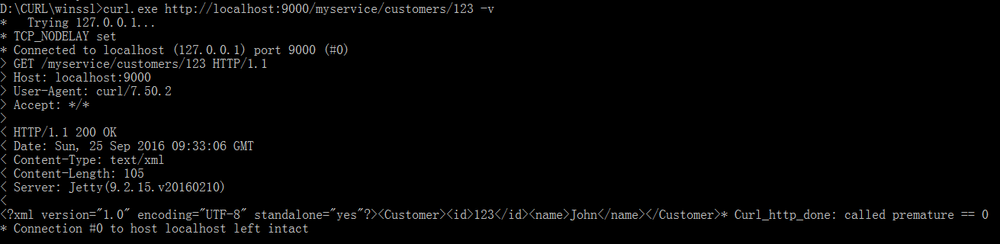 D:\CURL\winssl>curl.exe http://localhost:9000/myservice/customers/123 -v
*   Trying 127.0.0.1...
* TCP_NODELAY set
* Connected to localhost (127.0.0.1) port 9000 (#0)
> GET /myservice/customers/123 HTTP/1.1
> Host: localhost:9000
> User-Agent: curl/7.50.2
> Accept: */*
>
< HTTP/1.1 200 OK
< Date: Sun, 25 Sep 2016 09:33:06 GMT
< Content-Type: text/xml
< Content-Length: 105
< Server: Jetty(9.2.15.v20160210)
<
<?xml version="1.0" encoding="UTF-8" standalone="yes"?><Customer><id>123</id><name>John</name></Customer>* Curl_http_done: called premature == 0
* Connection #0 to host localhost left intact